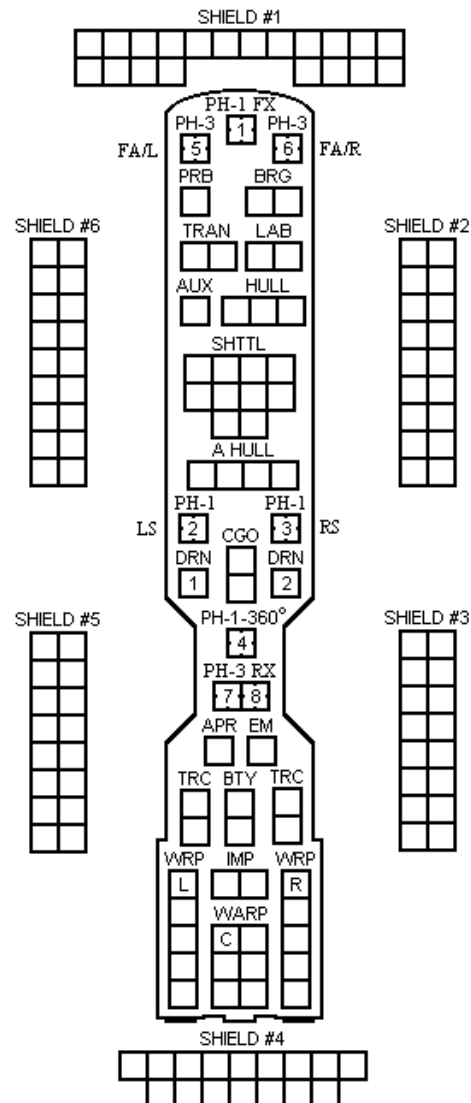 SHIELD #1
PH-1 FX
1
PH-3 PH-3
FA/L 5 6 FA/R
PRB BRG
SHIELD #6 TRAN LAB SHIELD #2
AUX HULL
SHTTL
A HULL
PH-1 PH-1
LS 2 3 RS
CGO
DRN DRN
1 2
SHIELD #5 PH-1-360° SHIELD #3
4
PH-3 RX
7 8
APR EM
TRC BTY TRC
WRP IMP WRP
L R
WARP
C
SHIELD #4